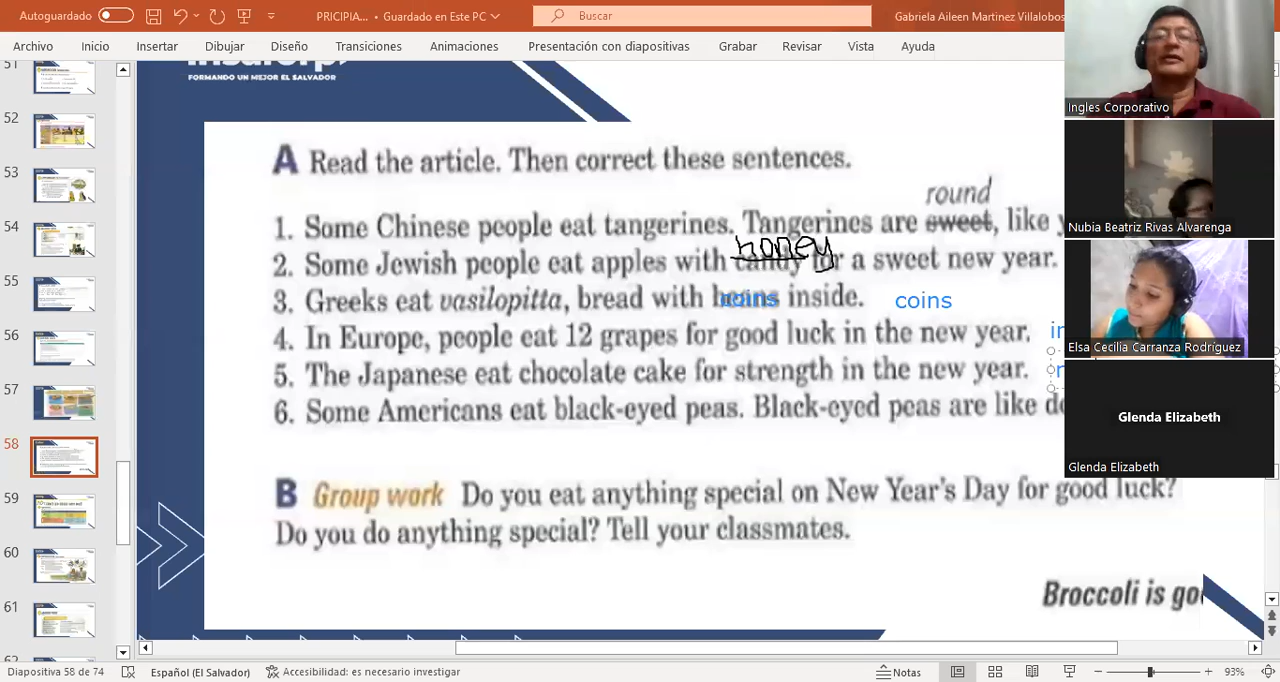 Autoguardado
PRICIPIA... • Guardado en Este PC
Buscar
Gabriela Aileen Martinez Villalobos
Archivo Inicio Insertar Dibujar Diseño Transiciones Animaciones Presentación con diapositivas Grabar Revisar Vista Ayuda
51
52
53
54
55
56
57
58
59
60
61
FORMANDO UN MEJOR EL SALVADOR
A Read the article. Then correct these sentences.
round
1. Some Chinese people eat tangerines. Tangerines are sweet, like
honey
2. Some Jewish people eat apples with candy for a sweet new year.
3. Greeks eat vasilopitta, bread with beans inside. coins
coins
4. In Europe, people eat 12 grapes for good luck in the new year.
5. The Japanese eat chocolate cake for strength in the new year.
6. Some Americans eat black-eyed peas. Black-eyed peas are like
B Group work Do you eat anything special on New Year's Day for good luck?
Do you do anything special? Tell your classmates.
Broccoli is
Ingles Corporativo
Nubia Beatriz Rivas Alvarenga
Elsa Cecilia Carranza Rodriguez
Glenda Elizabeth
Glenda Elizabeth
Diapositiva 58 de 74 Español (El Salvador) Accesibilidad: es necesario investigar Notas 93%